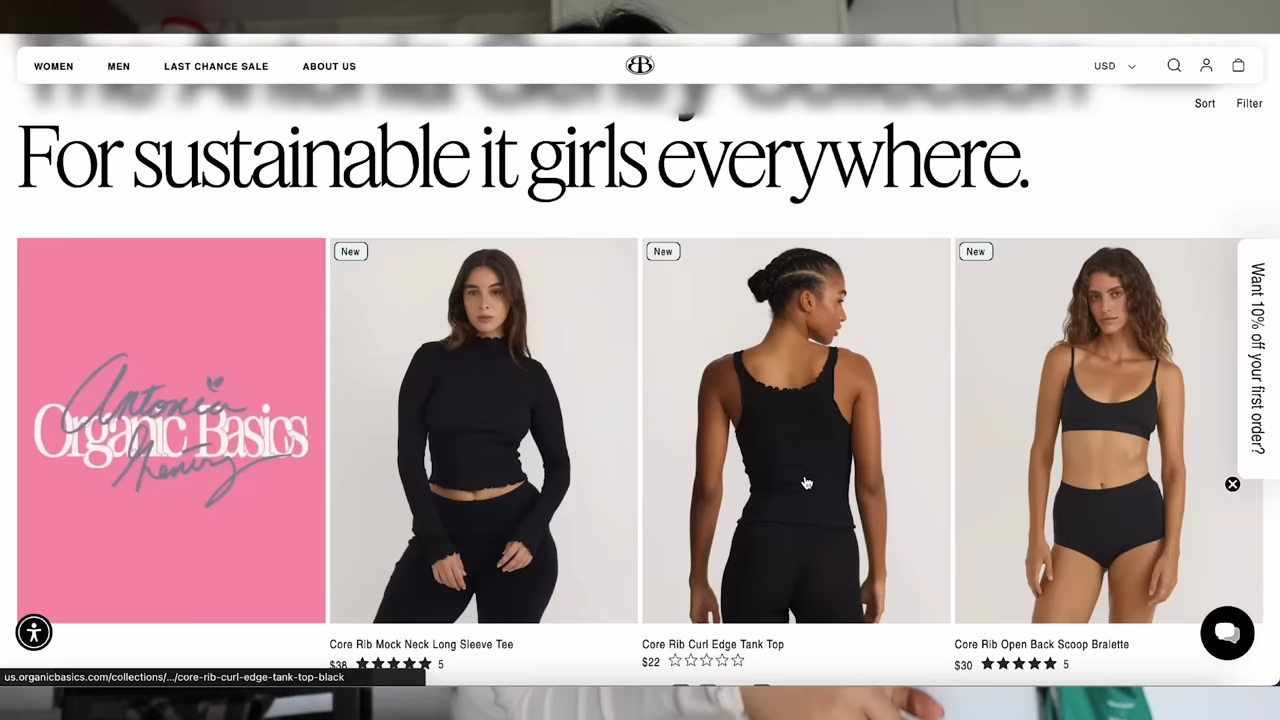 WOMEN MEN LAST CHANCE SALE ABOUT US USD
Sort Filter
For sustainable it girls everywhere.
Antonia
Organic Basics
New
New
New
Want 10% off your first order?
Core Rib Mock Neck Long Sleeve Tee
$38 5
Core Rib Curl Edge Tank Top
$22
Core Rib Open Back Scoop Bralette
$30 5
us.organicbasics.com/collections/.../core-rib-curl-edge-tank-top-black